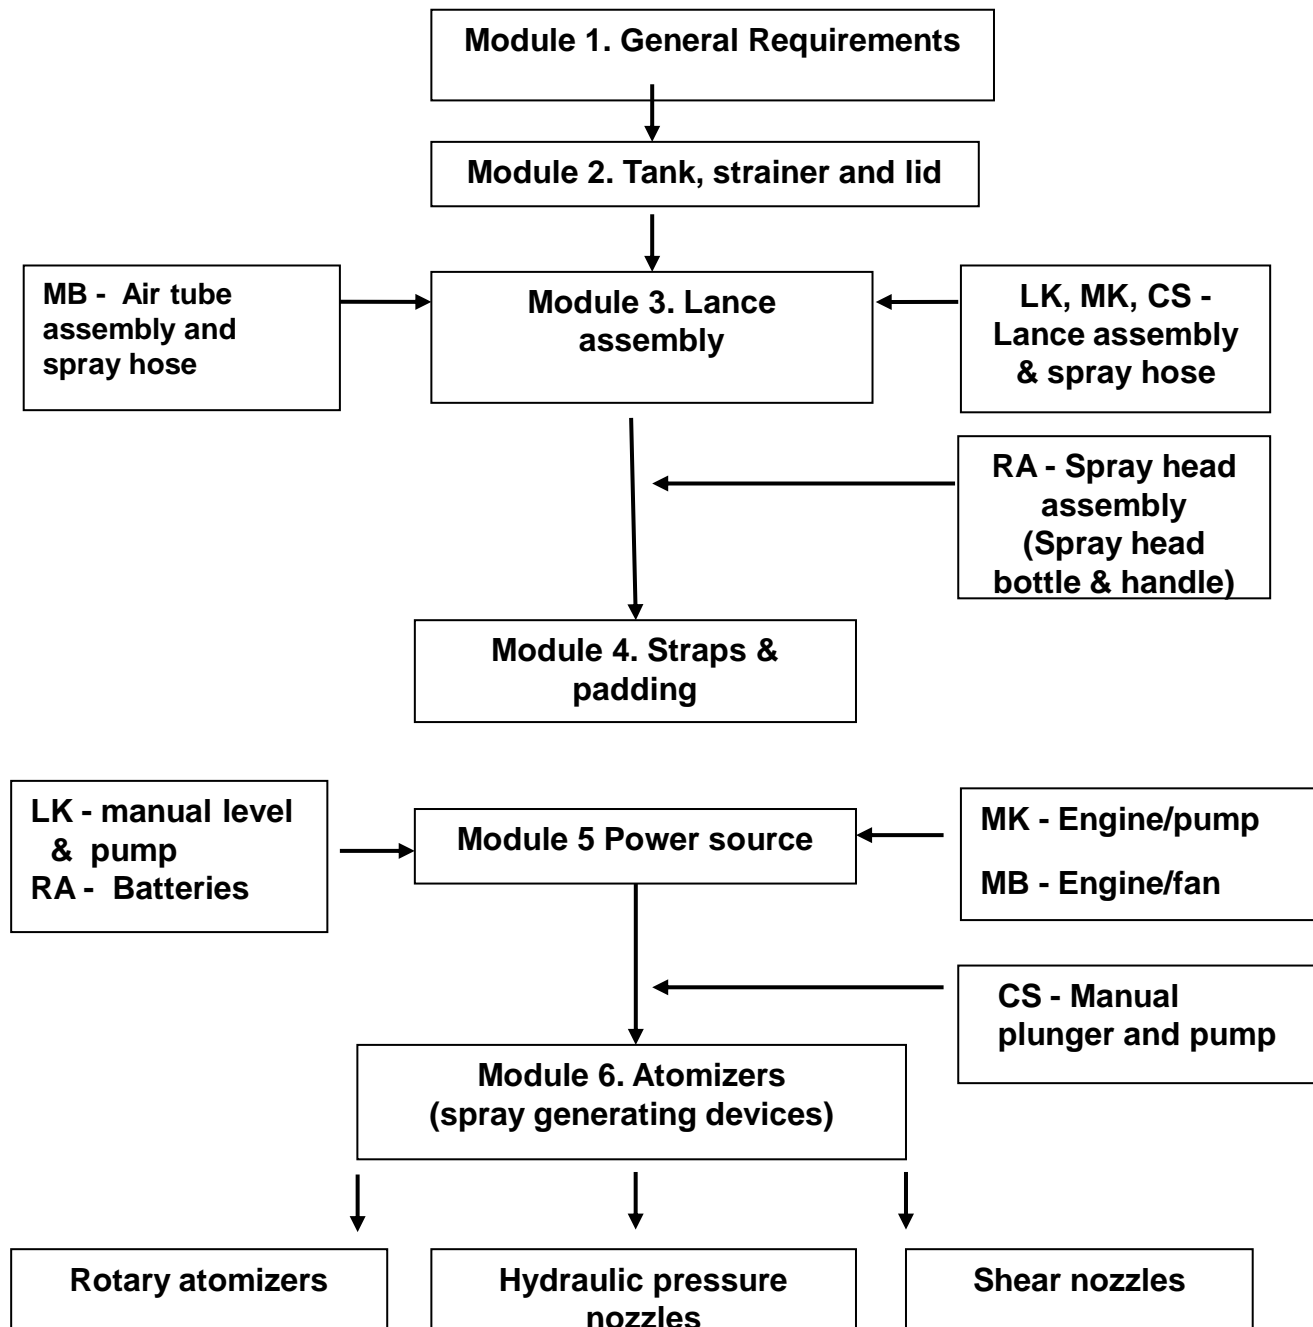 Module 1. General Requirements
Module 2. Tank, strainer and lid
MB - Air tube
assembly and
spray hose
Module 3. Lance
assembly
LK, MK, CS -
Lance assembly
& spray hose
RA - Spray head
assembly
(Spray head
bottle & handle)
Module 4. Straps &
padding
LK - manual level
& pump
RA - Batteries
Module 5 Power source
MK - Engine/pump
MB - Engine/fan
CS - Manual
plunger and pump
Module 6. Atomizers
(spray generating devices)
Rotary atomizers
Hydraulic pressure
nozzles
Shear nozzles